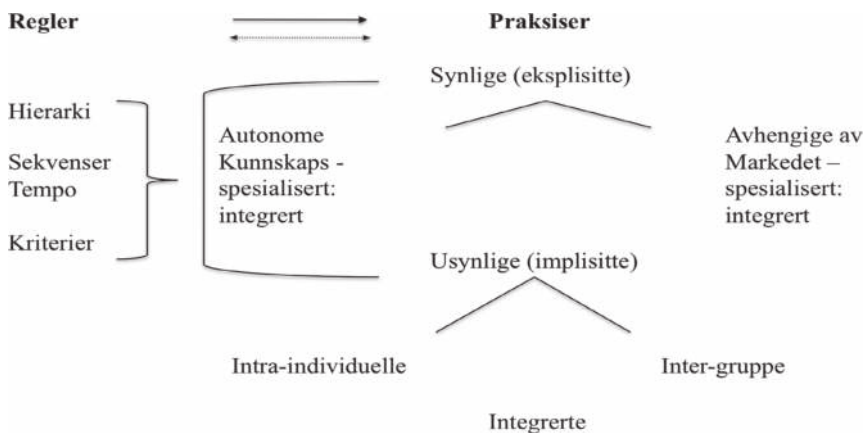 Regler
Praksiser
Synlige (eksplisitte)
Hierarki
Sekvenser
Tempo
Kriterier
Autonome
Kunnskaps -
spesialisert:
integrert
Avhengige av
Markedet –
spesialisert:
integrert
Usynlige (implisitte)
Intra-individuelle
Inter-gruppe
Integrerte